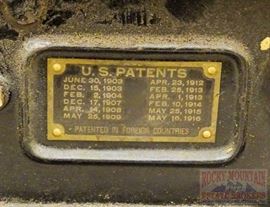 U.S. PATENTS
JUNE 30, 1903 APR. 23, 1912
DEC. 15, 1903 FEB. 25, 1913
FEB. 2, 1904 APR. 1, 1913
DEC. 17, 1907 FEB. 10, 1914
APR. 14, 1908 MAY 25, 1915
MAY 25, 1909 MAY 16, 1916
- PATENTED IN FOREIGN COUNTRIES -
ROCKY MOUNTAIN
ESTATE BROKERS